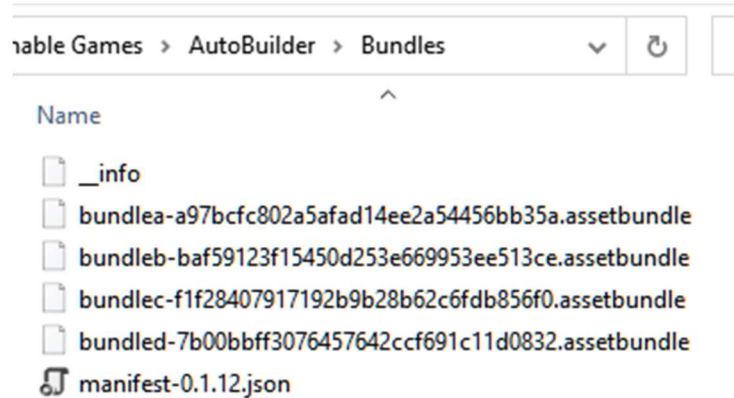 nable Games > AutoBuilder > Bundles
Name
__info
bundlea-a97bcfc802a5afad14ee2a54456bb35a.assetbundle
bundleb-baf59123f15450d253e669953ee513ce.assetbundle
bundlec-f1f28407917192b9b28b62c6fdb856f0.assetbundle
bundled-7b00bbff3076457642ccf691c11d0832.assetbundle
manifest-0.1.12.json